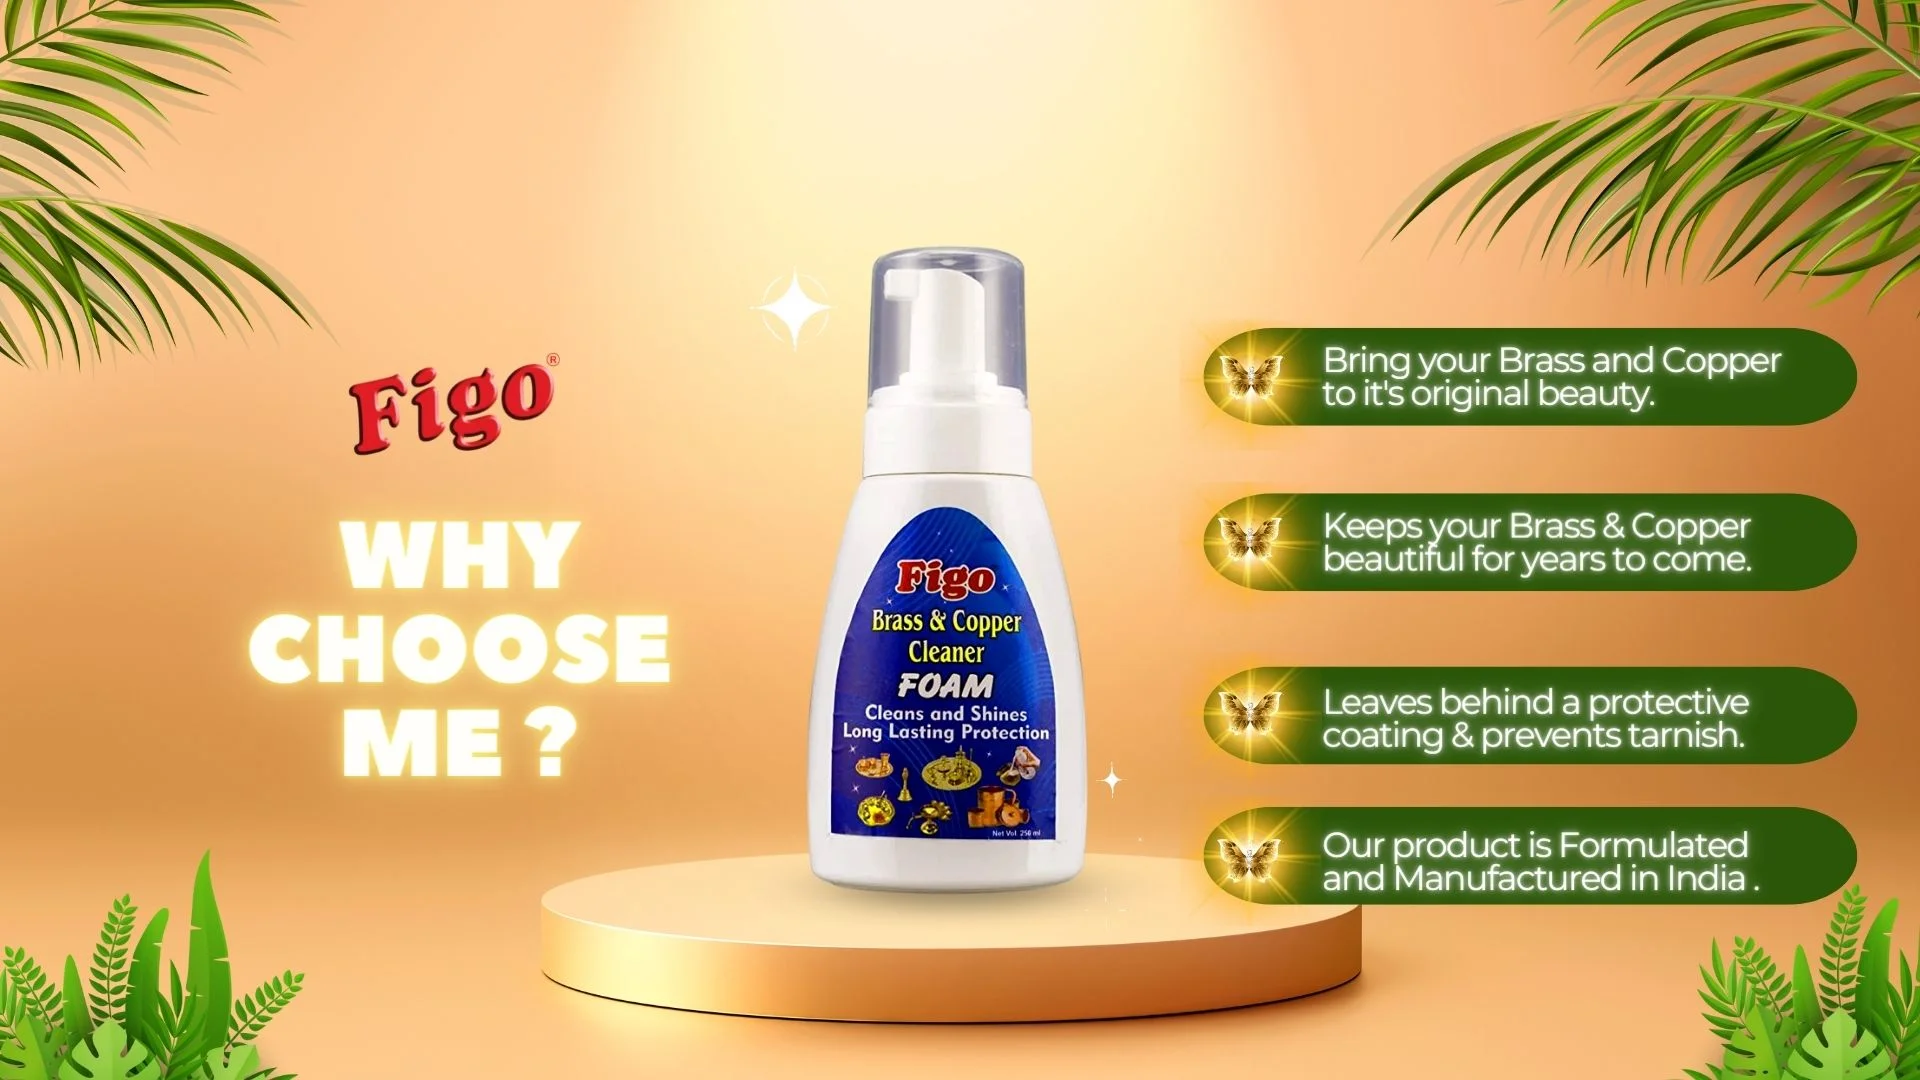 Figo®
WHY
CHOOSE
ME ?
Figo
Brass & Copper
Cleaner
FOAM
Cleans and Shines
Long Lasting Protection
Net Vol 250 ml
Bring your Brass and Copper
to it's original beauty.
Keeps your Brass & Copper
beautiful for years to come.
Leaves behind a protective
coating & prevents tarnish.
Our product is Formulated
and Manufactured in India .